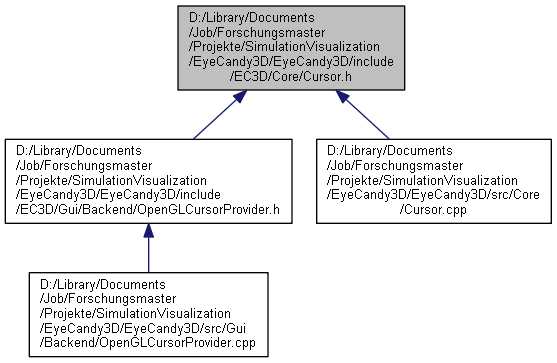 D:/Library/Documents
/Job/Forschungsmaster
/Projekte/SimulationVisualization
/EyeCandy3D/EyeCandy3D/include
/EC3D/Core/Cursor.h
D:/Library/Documents
/Job/Forschungsmaster
/Projekte/SimulationVisualization
/EyeCandy3D/EyeCandy3D/include
/EC3D/Gui/Backend/OpenGLCursorProvider.h
D:/Library/Documents
/Job/Forschungsmaster
/Projekte/SimulationVisualization
/EyeCandy3D/EyeCandy3D/src/Core
/Cursor.cpp
D:/Library/Documents
/Job/Forschungsmaster
/Projekte/SimulationVisualization
/EyeCandy3D/EyeCandy3D/src/Gui
/Backend/OpenGLCursorProvider.cpp